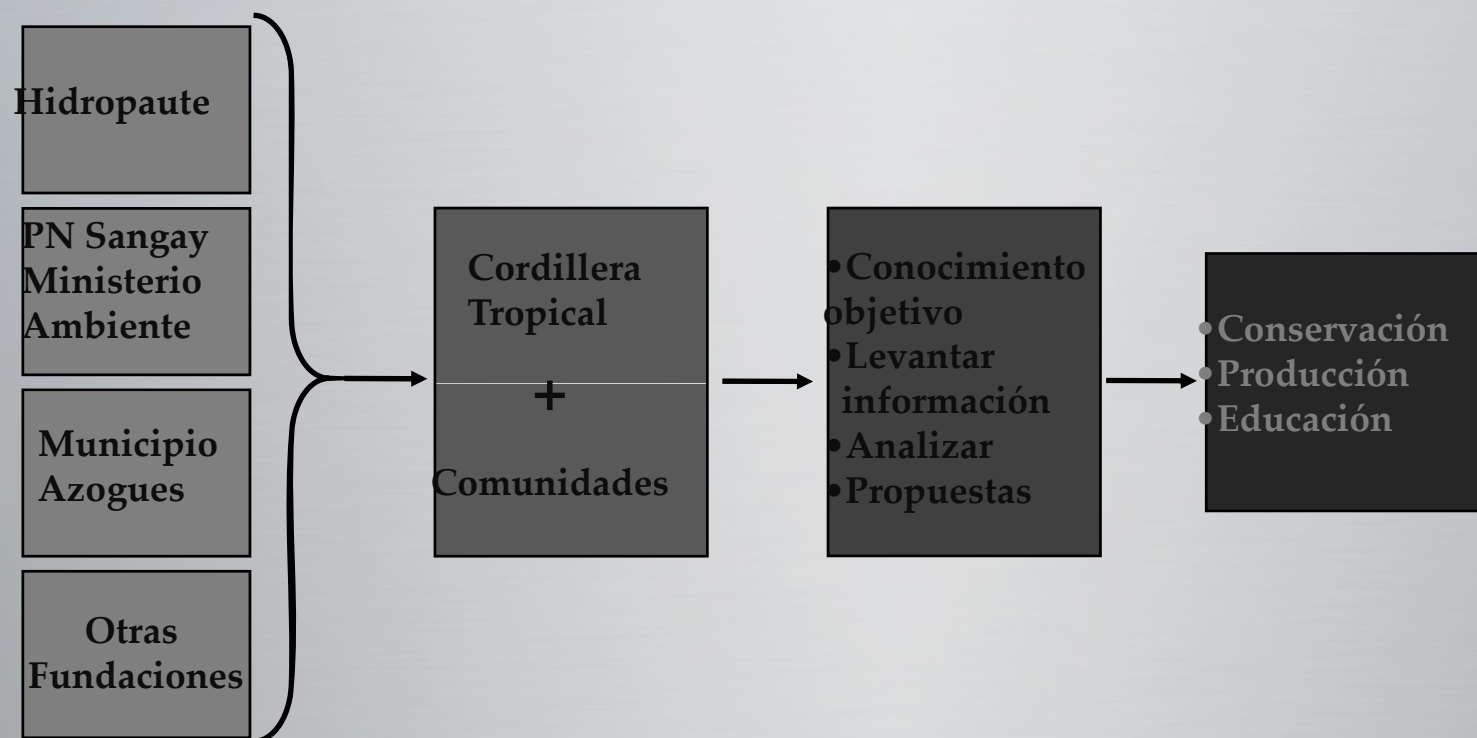 Hidropaute
PN Sangay
Ministerio
Ambiente
Municipio
Azogues
Otras
Fundaciones
Cordillera
Tropical
+
Comunidades
•Conocimiento
objetivo
•Levantar
información
•Analizar
•Propuestas
•Conservación
•Producción
•Educación